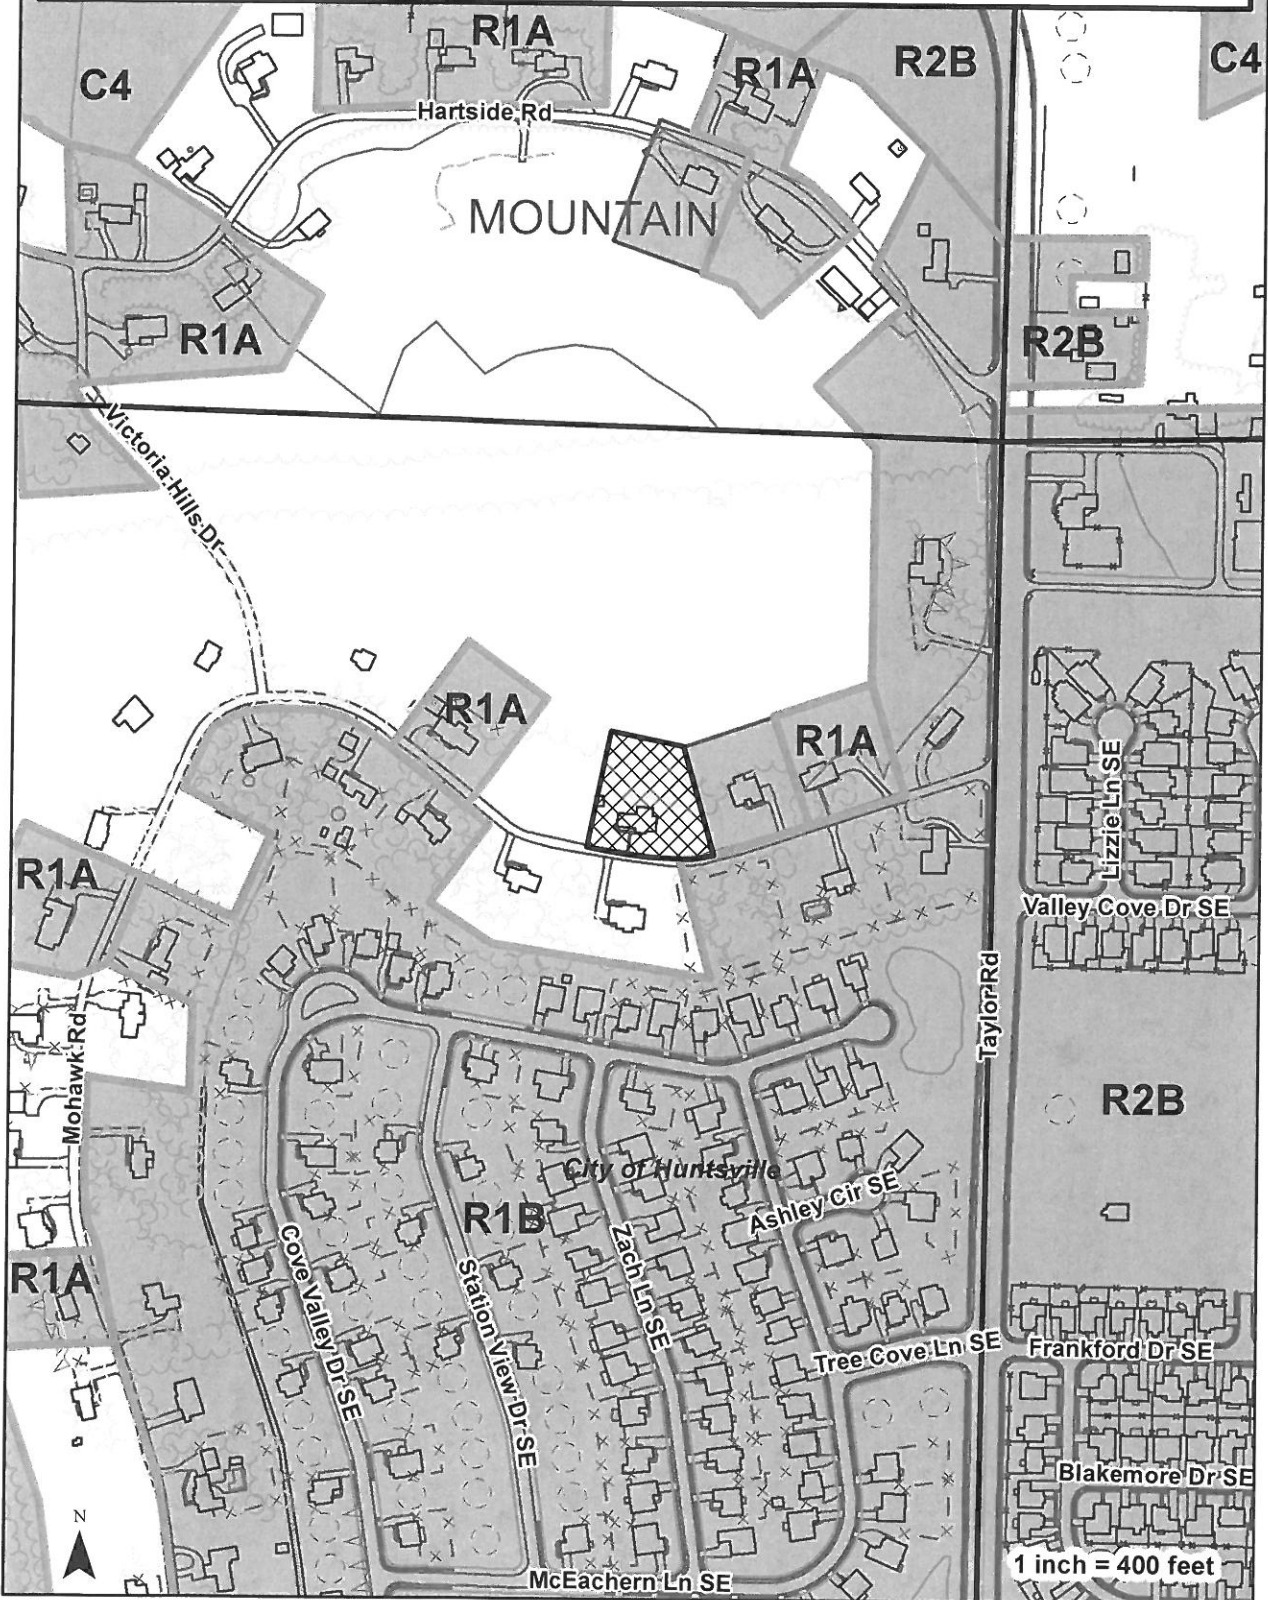 R1A
R2B
C4
C4
R1A
Hartside Rd
MOUNTAIN
R1A
R2B
Victoria Hills Dr
R1A
R1A
Lizzie Ln SE
R1A
Valley Cove Dr SE
Taylor Rd
Mohawk Rd
R2B
City of Huntsville
Ashley Cir SE
R1B
R1A
Cove Valley Dr SE
Station View Dr SE
Zach Ln SE
Tree Cove Ln SE
Frankford Dr SE
Blakemore Dr SE
N
1 inch = 400 feet
McEachern Ln SE